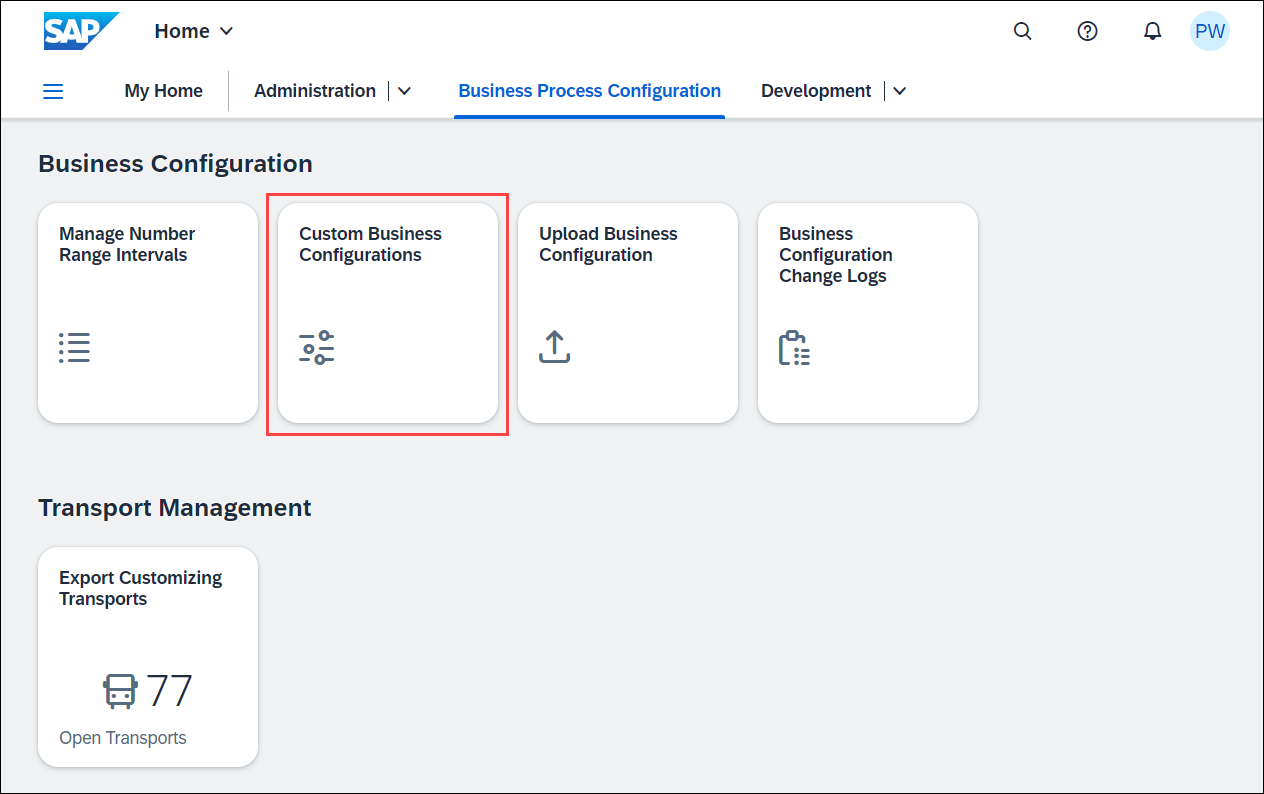 SAP Home PW
My Home Administration Business Process Configuration Development
Business Configuration
Manage Number
Range Intervals
Custom Business
Configurations
Upload Business
Configuration
Business
Configuration
Change Logs
Transport Management
Export Customizing
Transports
77
Open Transports